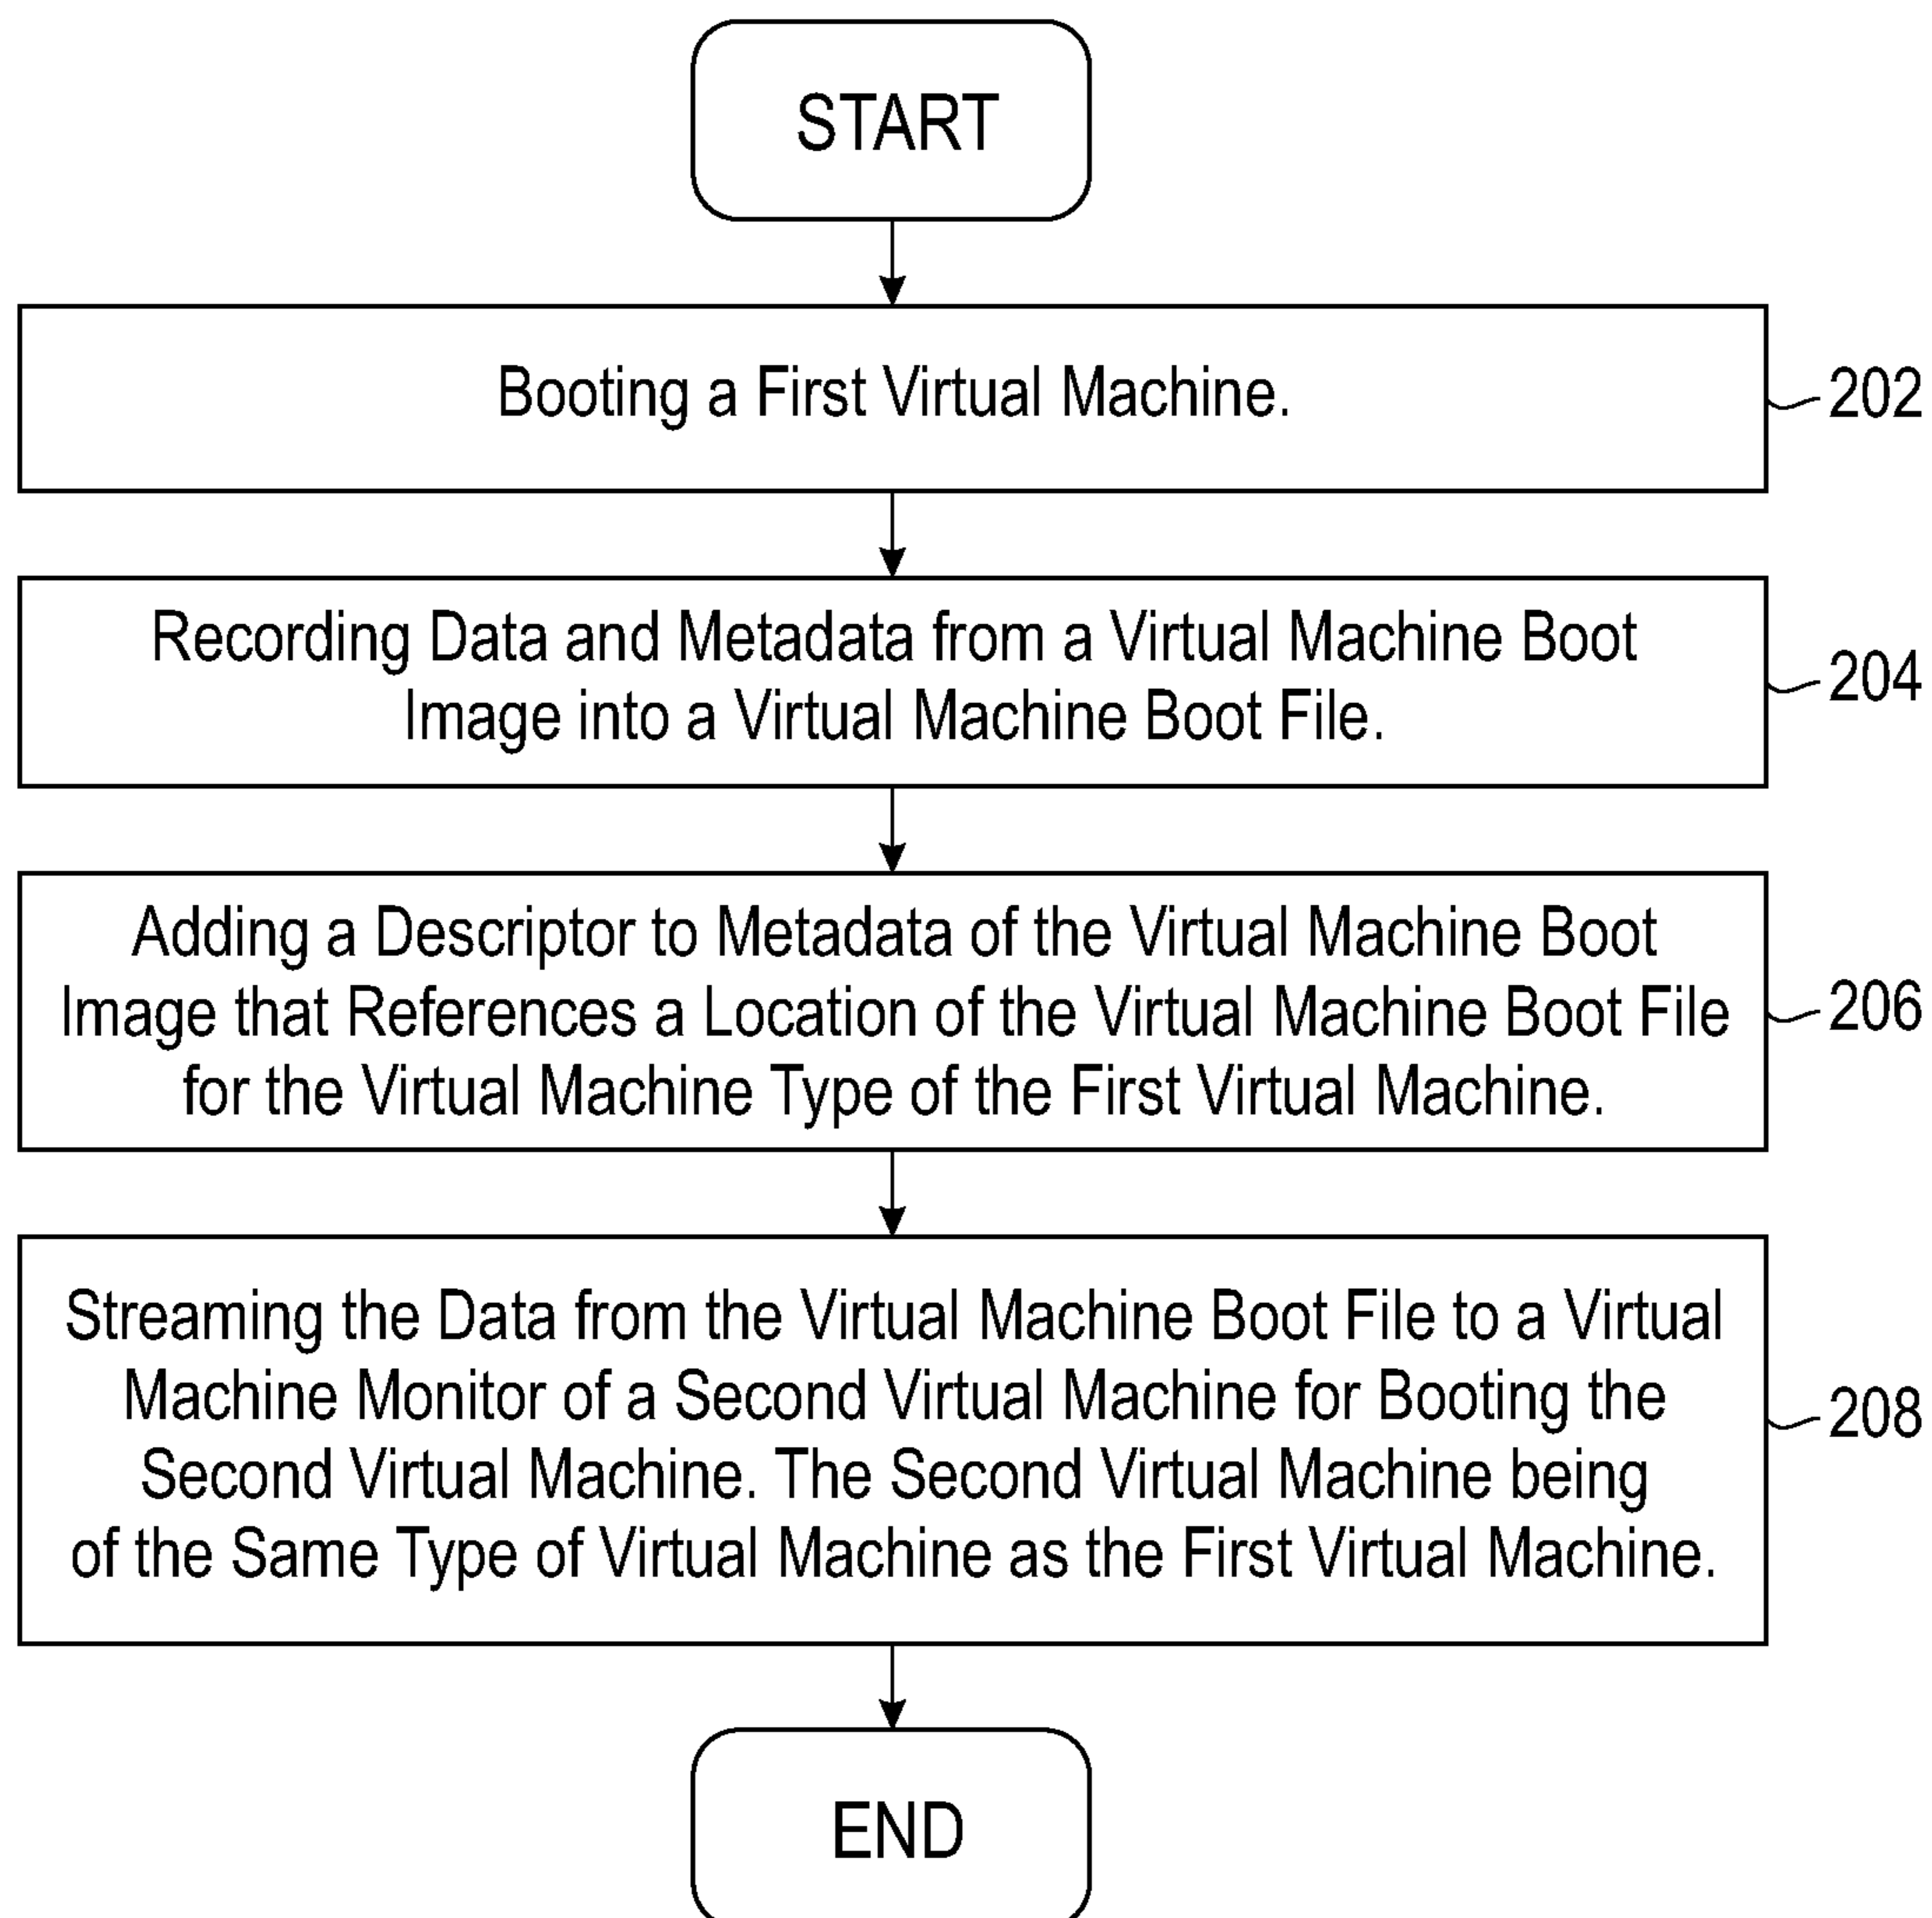 START
Booting a First Virtual Machine.
202
Recording Data and Metadata from a Virtual Machine Boot
Image into a Virtual Machine Boot File.
204
Adding a Descriptor to Metadata of the Virtual Machine Boot
Image that References a Location of the Virtual Machine Boot File
for the Virtual Machine Type of the First Virtual Machine.
206
Streaming the Data from the Virtual Machine Boot File to a Virtual
Machine Monitor of a Second Virtual Machine for Booting the
Second Virtual Machine. The Second Virtual Machine being
of the Same Type of Virtual Machine as the First Virtual Machine.
208
END